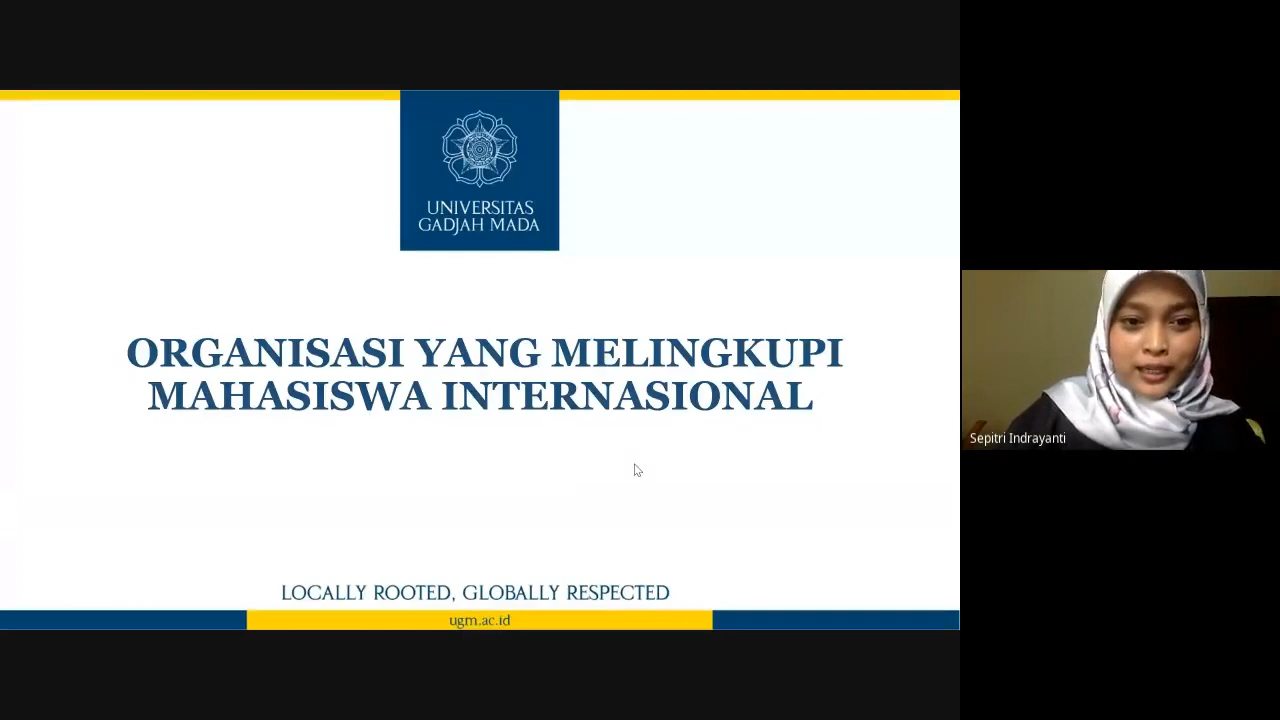 UNIVERSITAS
GADJAH MADA
ORGANISASI YANG MELINGKUPI
MAHASISWA INTERNASIONAL
LOCALLY ROOTED, GLOBALLY RESPECTED
ugm.ac.id
Sepitri Indrayanti